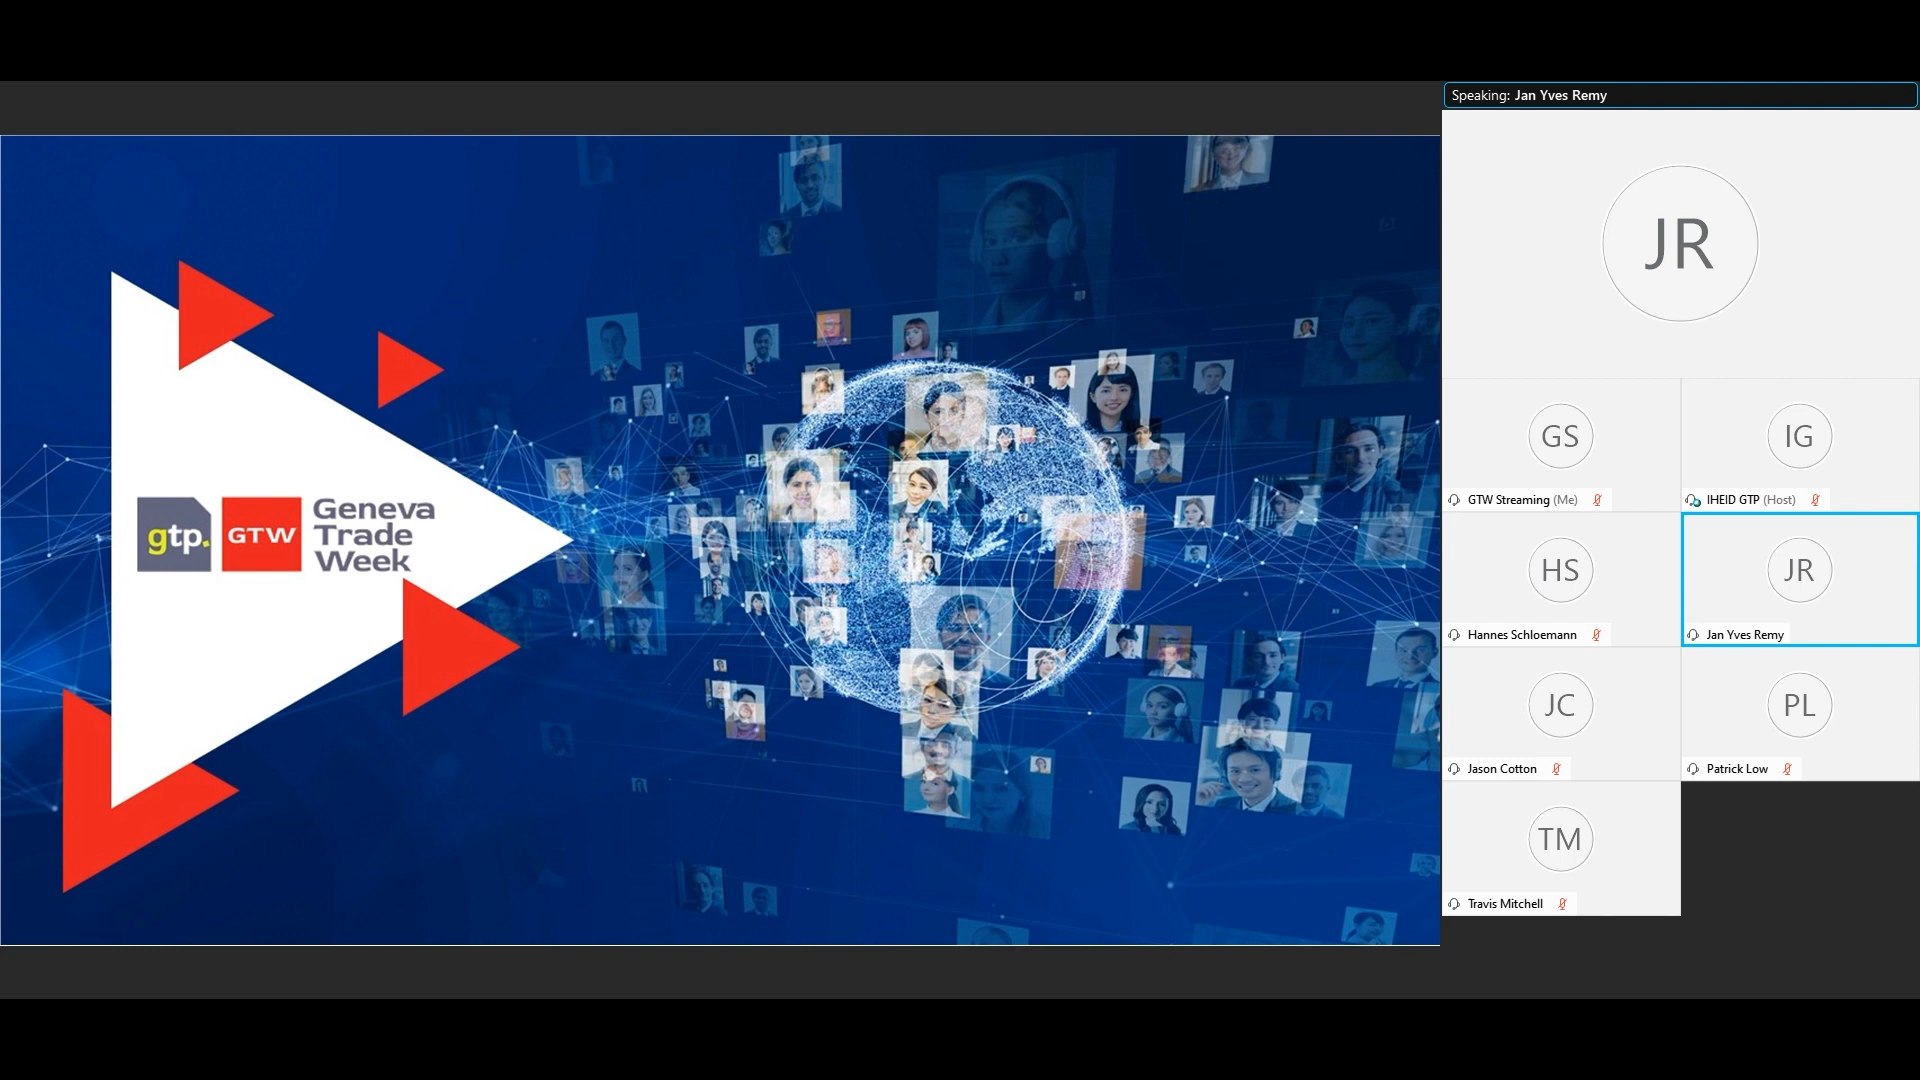 Speaking: Jan Yves Remy
JR
gtp.
GTW
Geneva
Trade
Week
GS
IG
GTW Streaming (Me)
IHEID GTP (Host)
HS
JR
Hannes Schloemann
Jan Yves Remy
JC
PL
Jason Cotton
Patrick Low
TM
Travis Mitchell